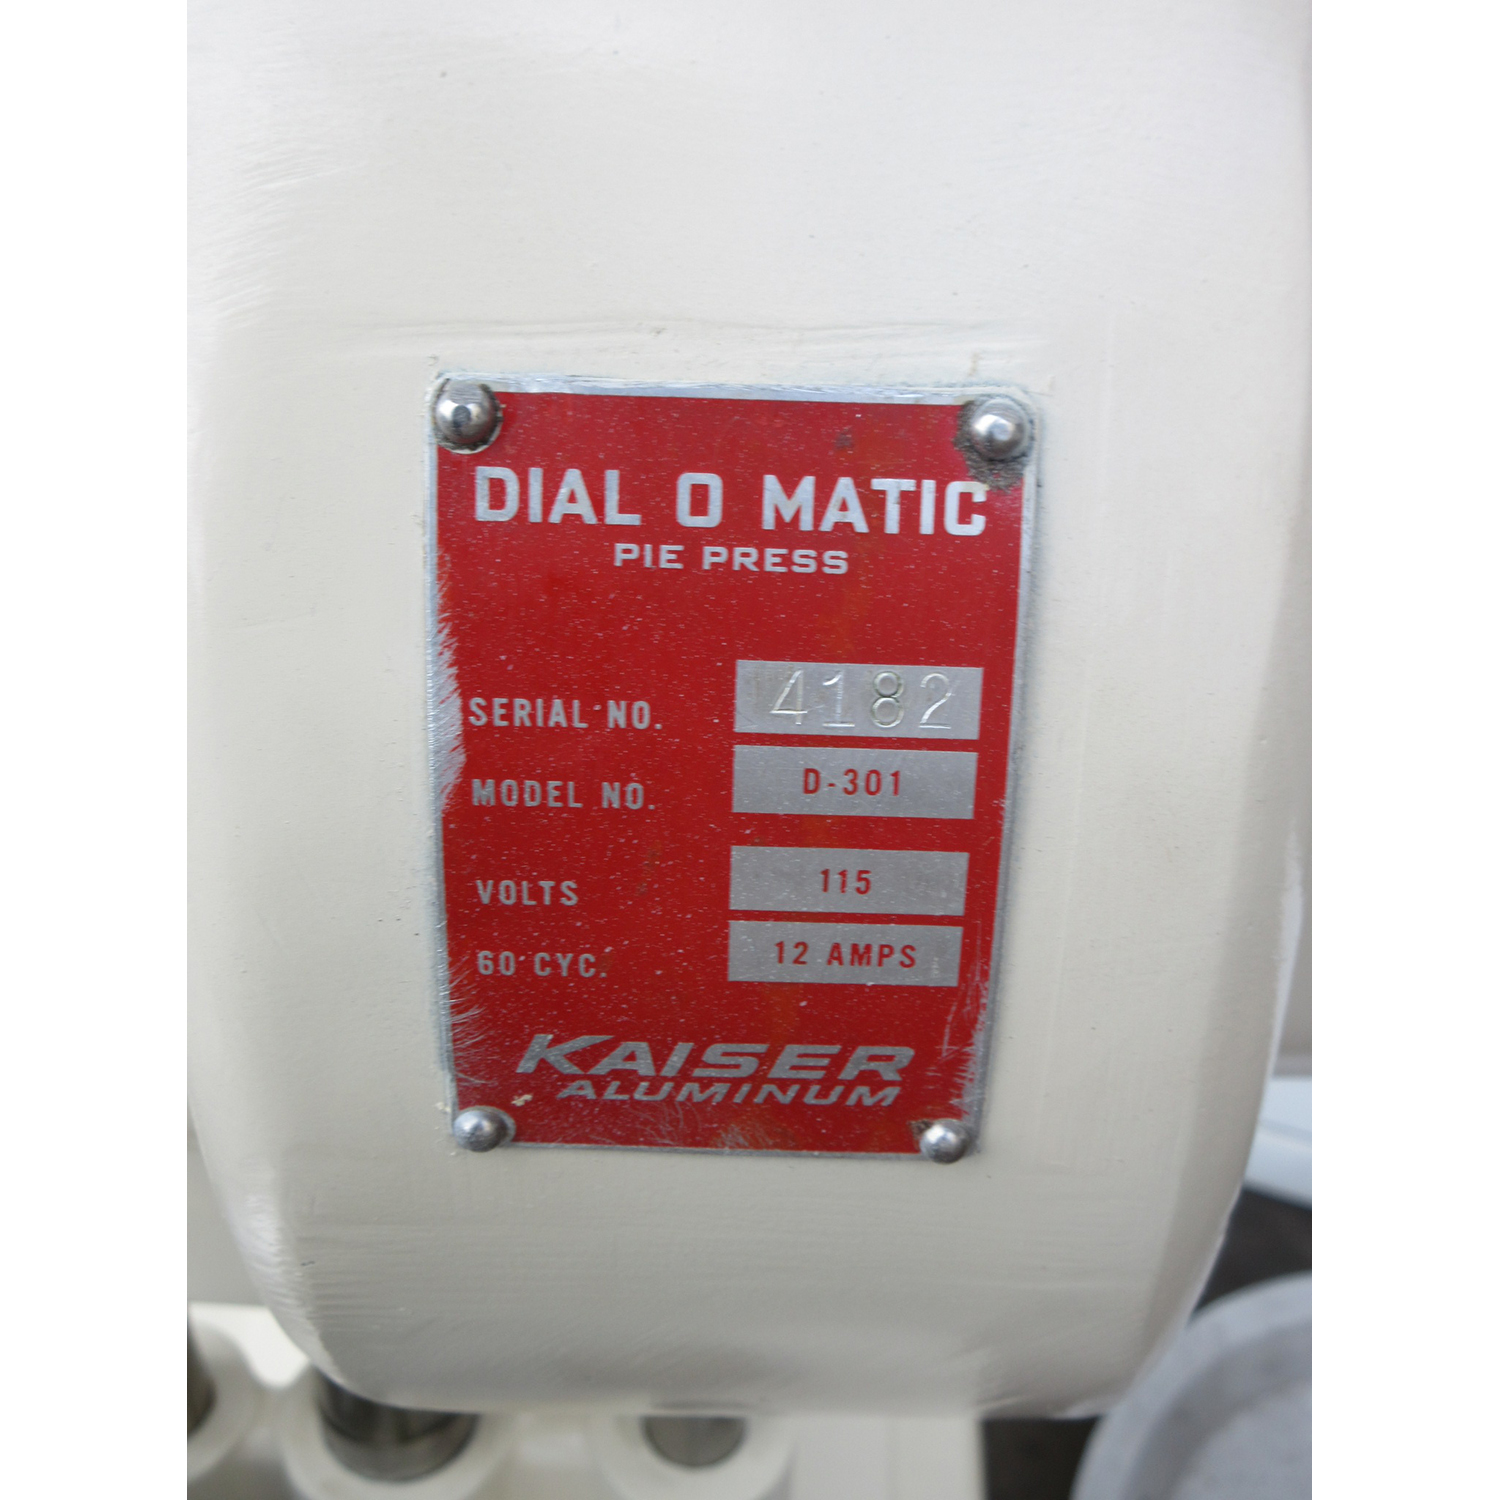 DIAL O MATIC
PIE PRESS
SERIAL NO. 4182
MODEL NO. D-301
VOLTS 115
60 CYC. 12 AMPS
KAISER
ALUMINUM